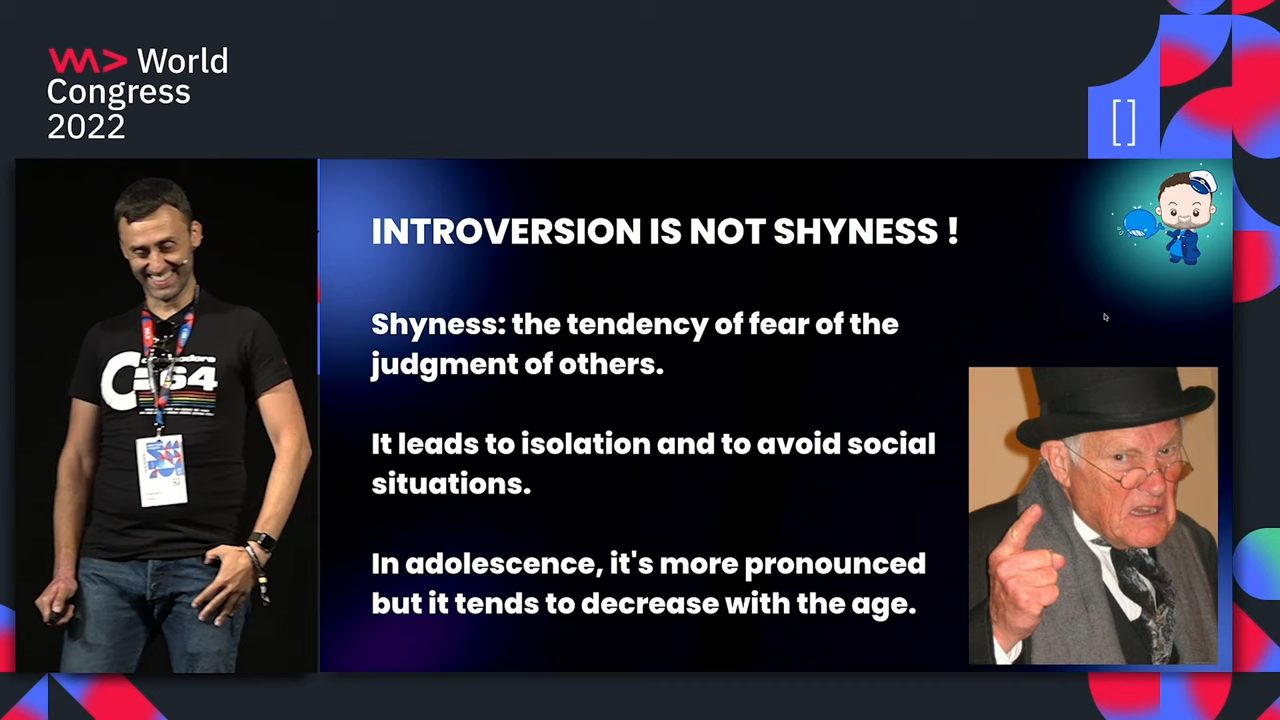 World
Congress
2022
[ ]
INTROVERSION IS NOT SHYNESS !
Shyness: the tendency of fear of the
judgment of others.
It leads to isolation and to avoid social
situations.
In adolescence, it's more pronounced
but it tends to decrease with the age.
commodore
C64